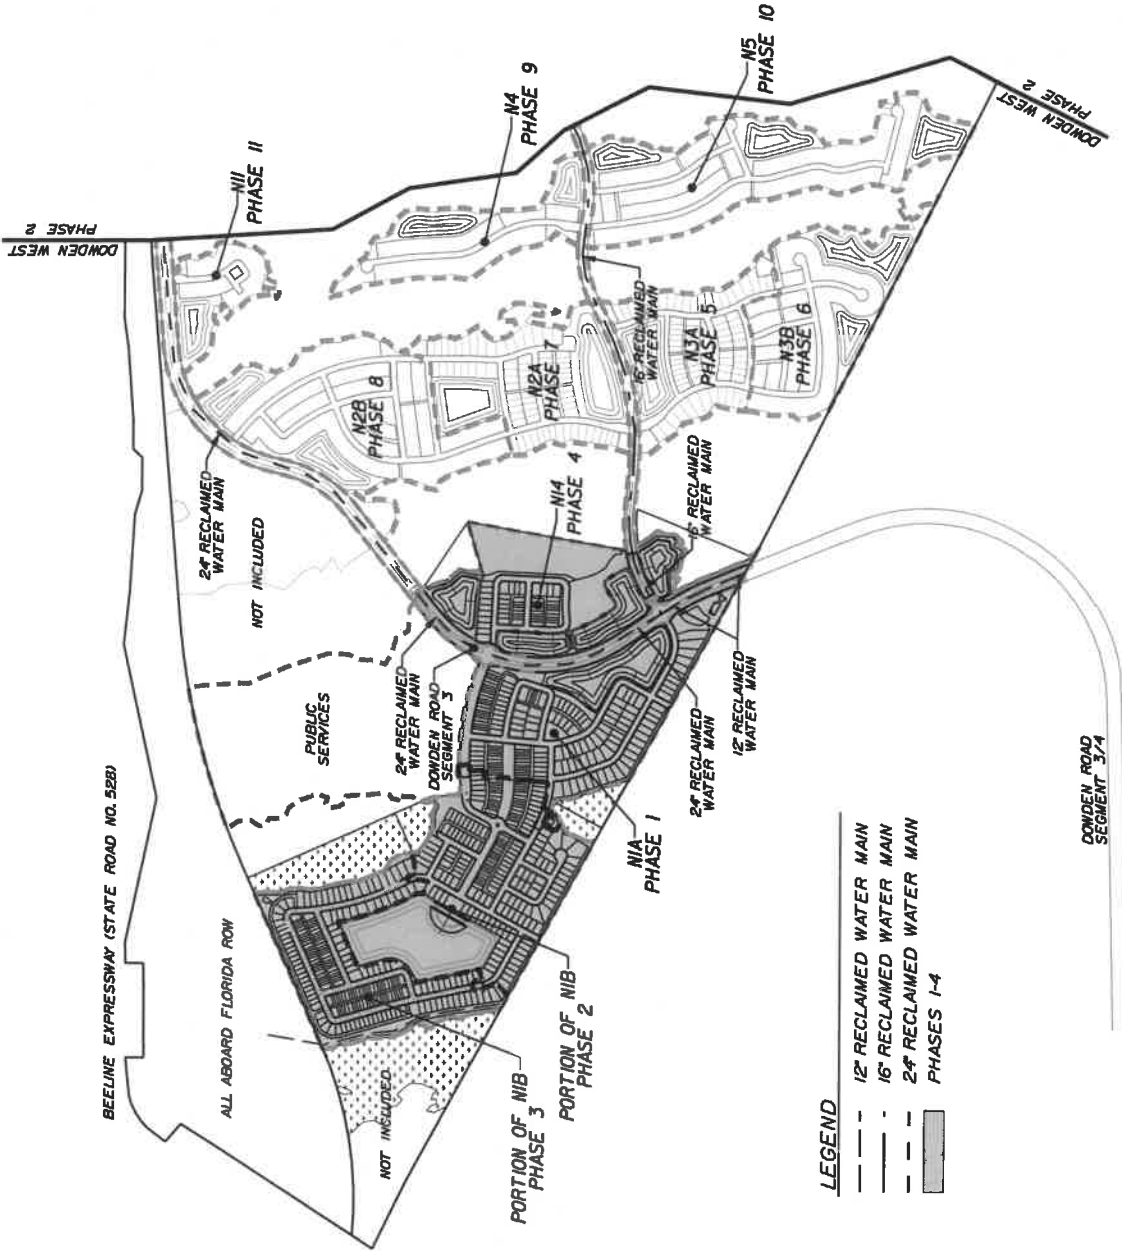 DOWDEN WEST
PHASE 2
N11
PHASE 11
N4
PHASE 9
N5
PHASE 10
DOWDEN WEST
PHASE 2
16" RECLAIMED
WATER MAIN
N3A
PHASE 5
N3B
PHASE 6
N2B
PHASE 8
N2A
PHASE 7
24" RECLAIMED
WATER MAIN
NOT INCLUDED
N14
PHASE 4
16" RECLAIMED
WATER MAIN
PUBLIC
SERVICES
24" RECLAIMED
WATER MAIN
DOWDEN ROAD
SEGMENT 3
12" RECLAIMED
WATER MAIN
24" RECLAIMED
WATER MAIN
N1A
PHASE 1
BEELINE EXPRESSWAY (STATE ROAD NO. 528)
ALL ABOARD FLORIDA ROW
NOT INCLUDED
PORTION OF N1B
PHASE 3
PORTION OF N1B
PHASE 2
DOWDEN ROAD
SEGMENT 3/4
LEGEND
12" RECLAIMED WATER MAIN
16" RECLAIMED WATER MAIN
24" RECLAIMED WATER MAIN
PHASES 1-4